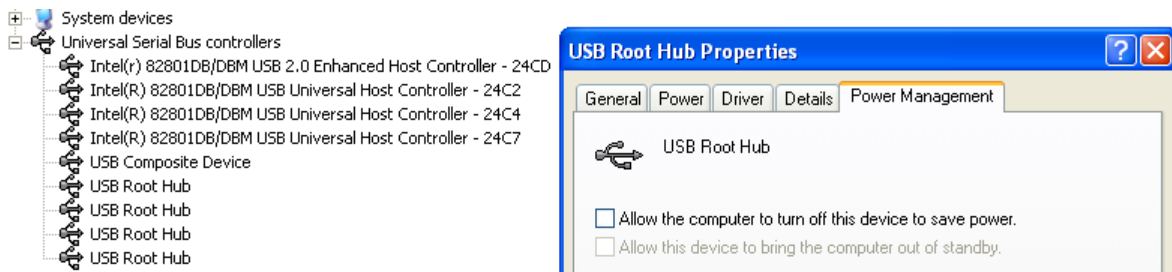 System devices
Universal Serial Bus controllers
Intel(r) 82801DB/DBM USB 2.0 Enhanced Host Controller - 24CD
Intel(R) 82801DB/DBM USB Universal Host Controller - 24C2
Intel(R) 82801DB/DBM USB Universal Host Controller - 24C4
Intel(R) 82801DB/DBM USB Universal Host Controller - 24C7
USB Composite Device
USB Root Hub
USB Root Hub
USB Root Hub
USB Root Hub
USB Root Hub Properties
General Power Driver Details Power Management
USB Root Hub
Allow the computer to turn off this device to save power.
Allow this device to bring the computer out of standby.